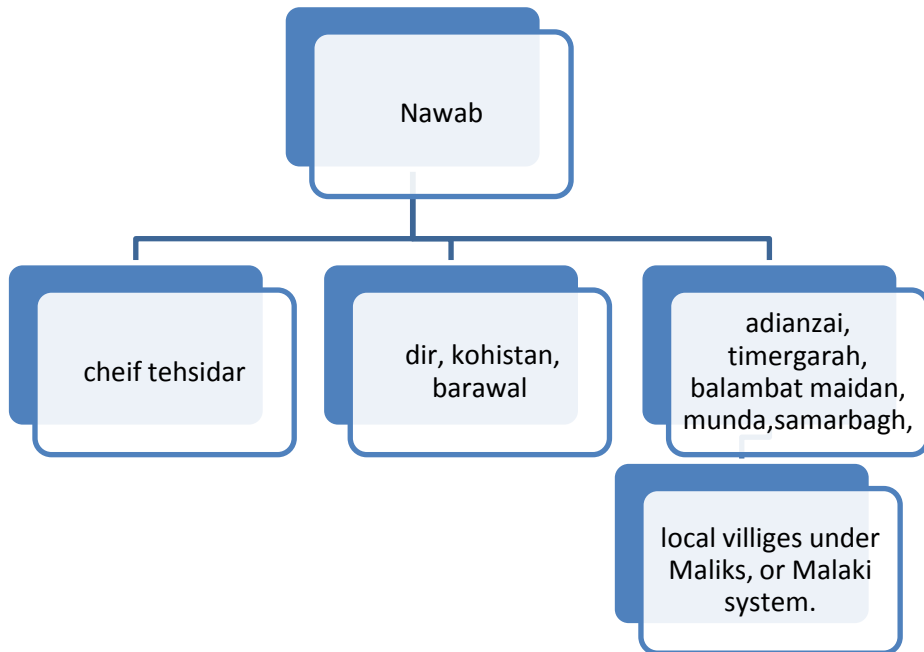 Nawab
cheif tehsidar
dir, kohistan,
barawal
adianzai,
timergarah,
balambat maidan,
munda,samarbagh,
local villiges under
Maliks, or Malaki
system.